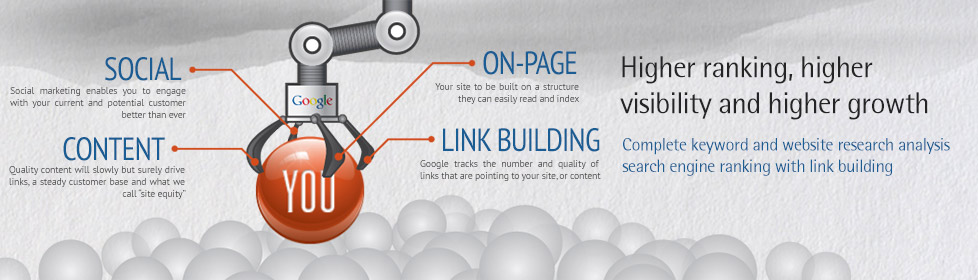 SOCIAL
Social marketing enables you to engage
with your current and potential customer
better than ever
CONTENT
Quality content will slowly but surely drive
links, a steady customer base and what we
call "site equity"
Google
YOU
ON-PAGE
Your site to be built on a structure
they can easily read and index
LINK BUILDING
Google tracks the number and quality of
links that are pointing to your site, or content
Higher ranking, higher
visibility and higher growth
Complete keyword and website research analysis
search engine ranking with link building